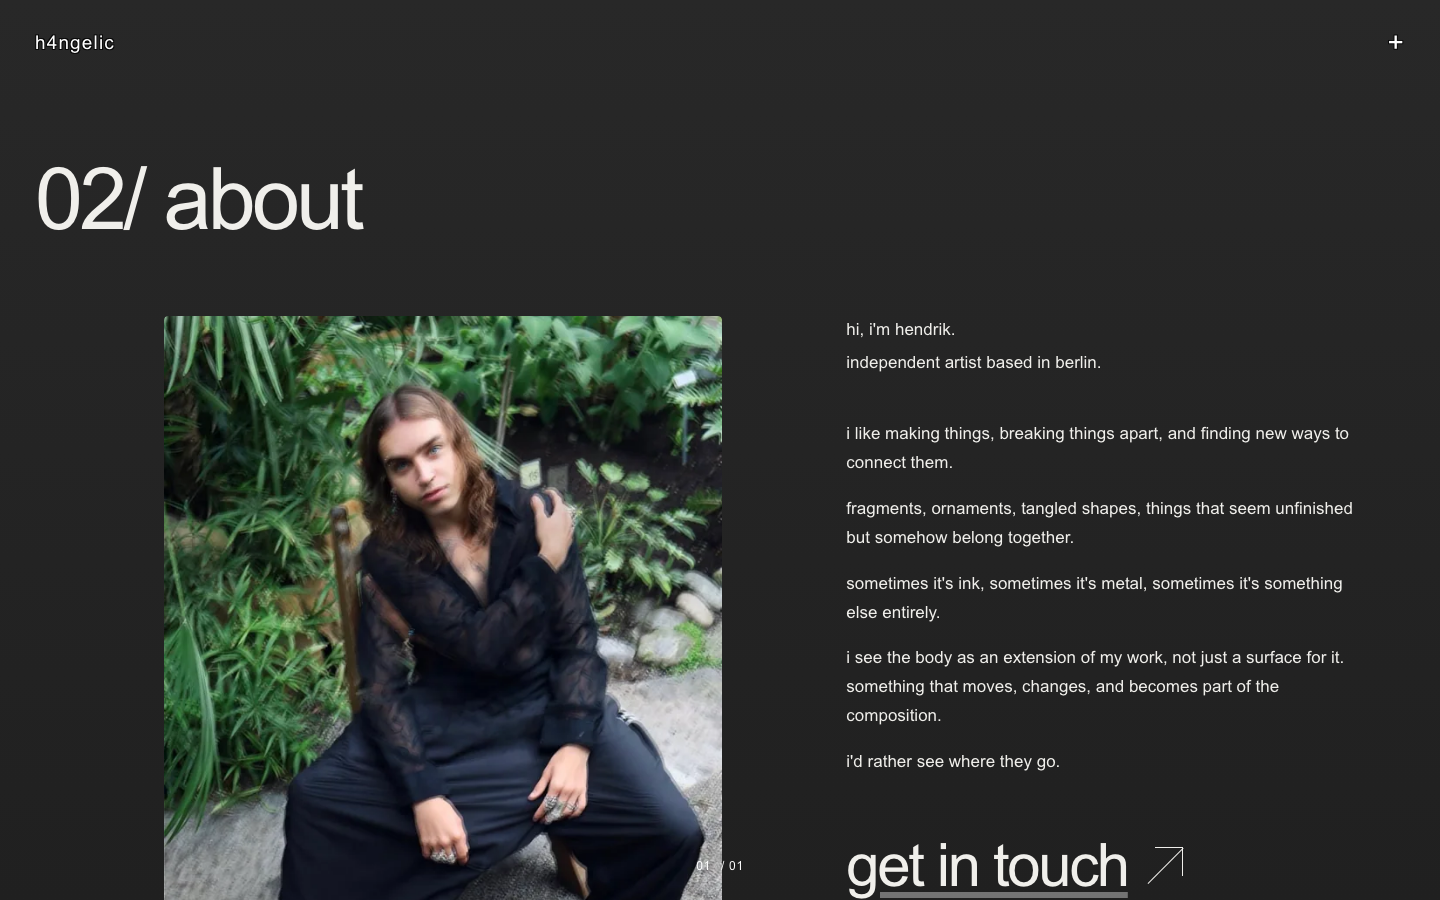 h4ngelic
+
02/ about
hi, i'm hendrik.
independent artist based in berlin.
i like making things, breaking things apart, and finding new ways to
connect them.
fragments, ornaments, tangled shapes, things that seem unfinished
but somehow belong together.
sometimes it's ink, sometimes it's metal, sometimes it's something
else entirely.
i see the body as an extension of my work, not just a surface for it.
something that moves, changes, and becomes part of the
composition.
i'd rather see where they go.
get in touch
01 / 01